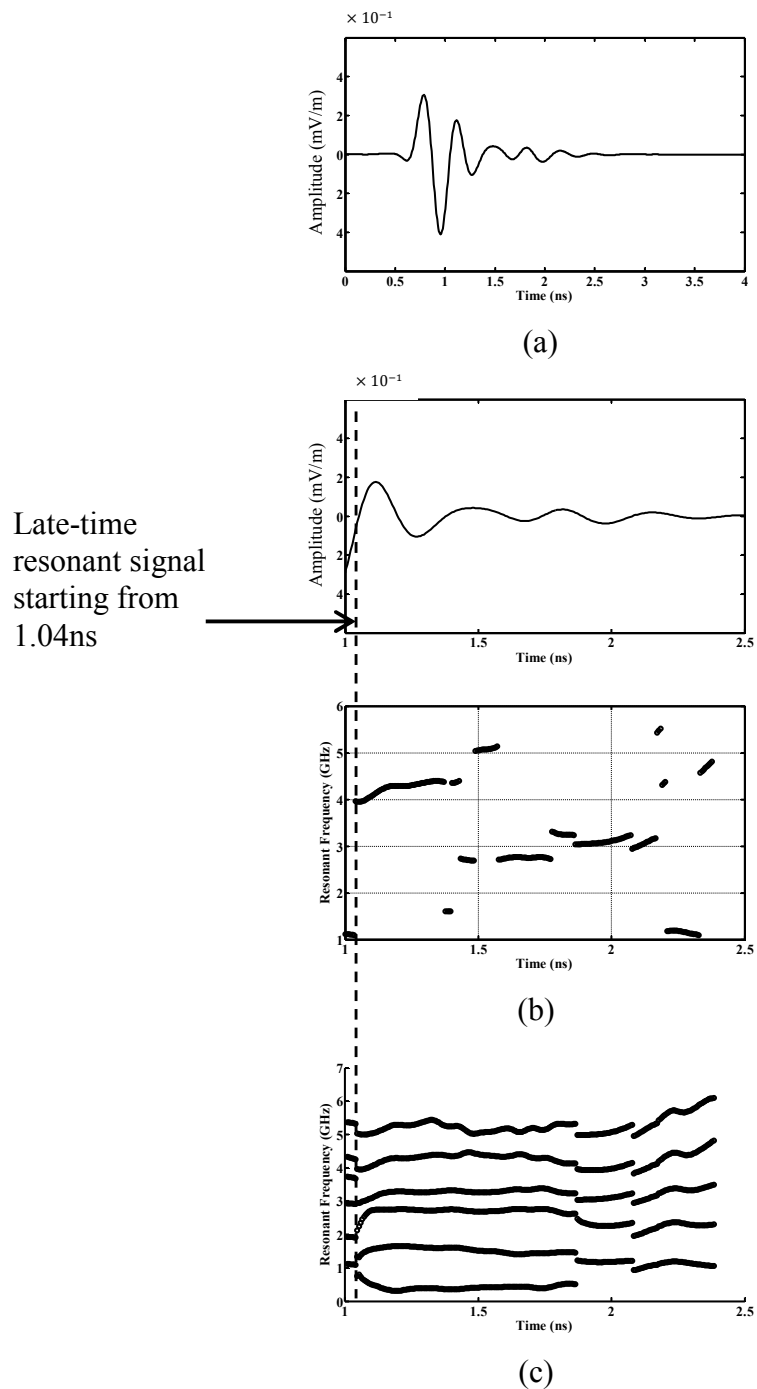 × 10⁻¹
Amplitude (mV/m)
4
2
0
2
4
0 0.5 1 1.5 2 2.5 3 3.5 4
Time (ns)
(a)
× 10⁻¹
Amplitude (mV/m)
4
2
0
2
4
1 1.5 2 2.5
Time (ns)
Late-time
resonant signal
starting from
1.04ns
Resonant Frequency (GHz)
6
5
4
3
2
1
1 1.5 2 2.5
Time (ns)
(b)
Resonant Frequency (GHz)
7
6
5
4
3
2
1
0
1 1.5 2 2.5
Time (ns)
(c)